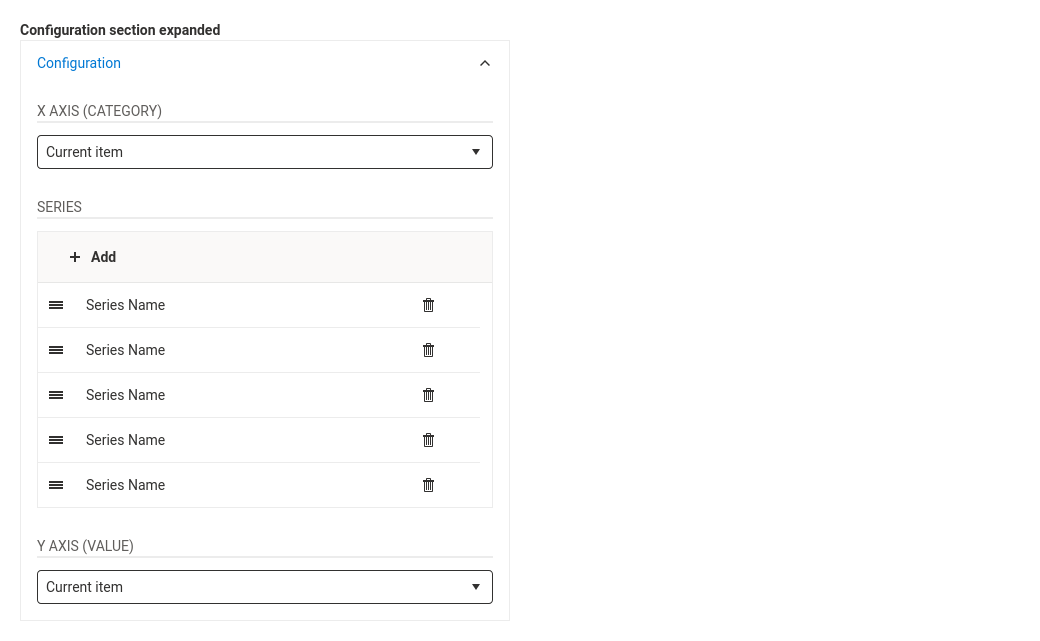 Configuration section expanded
Configuration
X AXIS (CATEGORY)
Current item
SERIES
Add
Series Name
Series Name
Series Name
Series Name
Series Name
Y AXIS (VALUE)
Current item